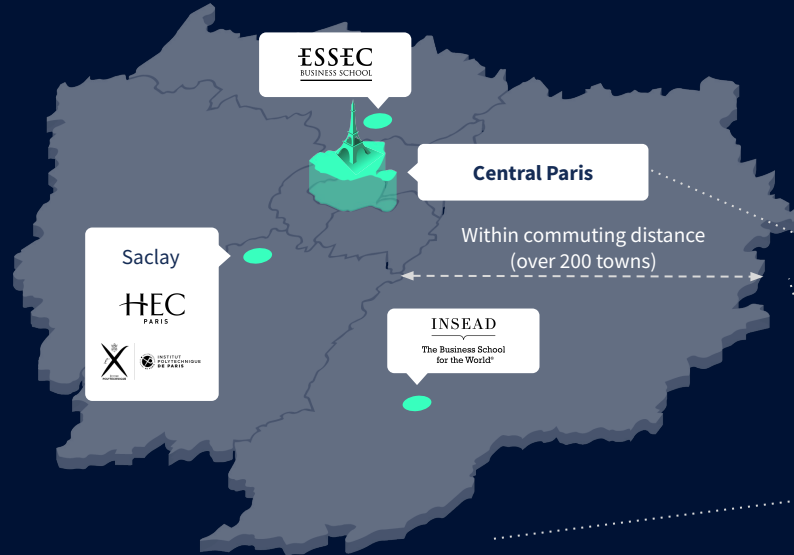 ESSEC
BUSINESS SCHOOL
Central Paris
Within commuting distance
(over 200 towns)
Saclay
HEC
PARIS
INSTITUT
POLYTECHNIQUE
DE PARIS
INSEAD
The Business School
for the World®